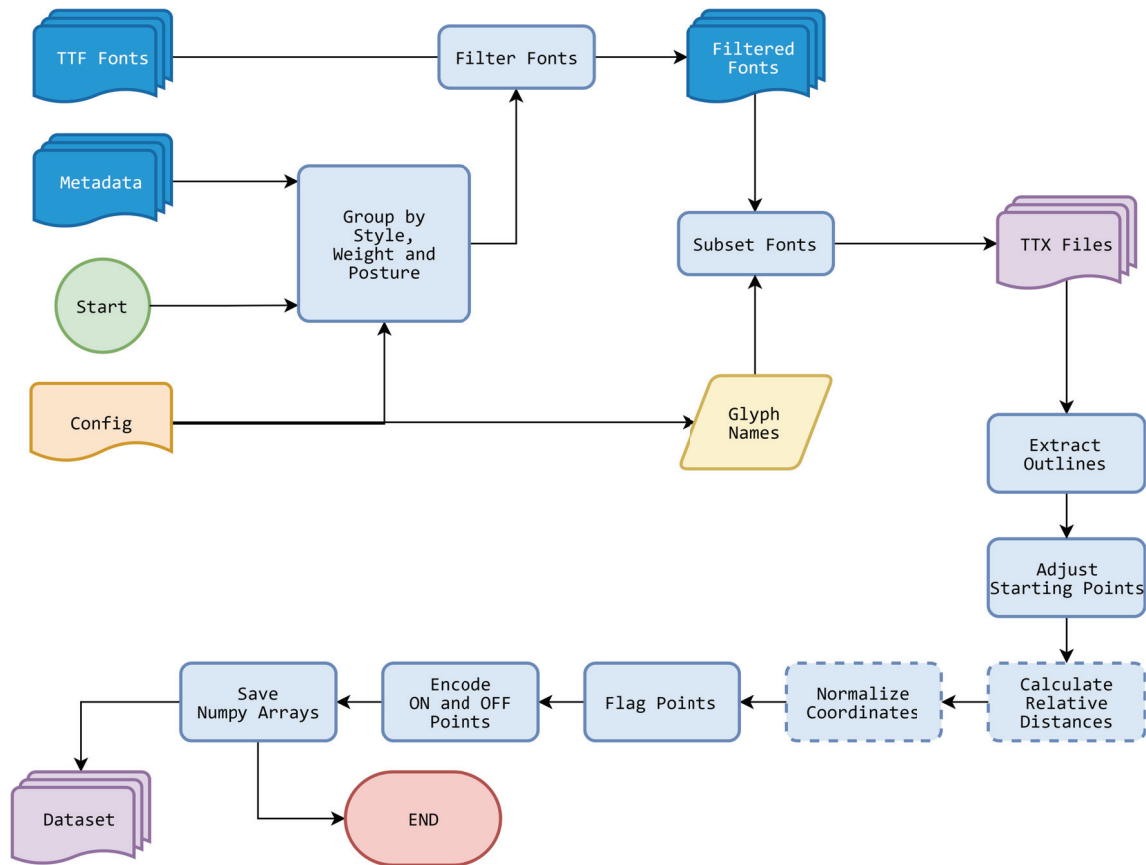 TTF Fonts
Filter Fonts
Filtered
Fonts
Metadata
Group by
Style,
Weight and
Posture
Subset Fonts
TTX Files
Start
Config
Glyph
Names
Extract
Outlines
Adjust
Starting Points
Calculate
Relative
Distances
Normalize
Coordinates
Flag Points
Encode
ON and OFF
Points
Save
Numpy Arrays
Dataset
END